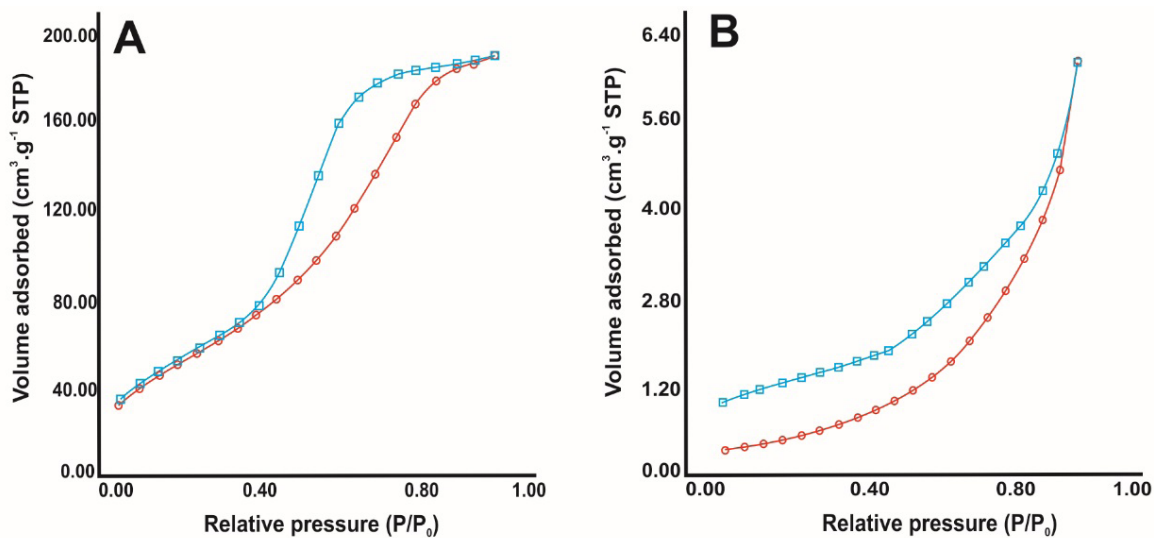 A
200.00
160.00
120.00
80.00
40.00
0.00
Volume adsorbed (cm³.g⁻¹ STP)
0.00 0.40 0.80 1.00
Relative pressure (P/P₀)
B
6.40
5.60
4.00
2.80
1.20
0.00
Volume adsorbed (cm³.g⁻¹ STP)
0.00 0.40 0.80 1.00
Relative pressure (P/P₀)